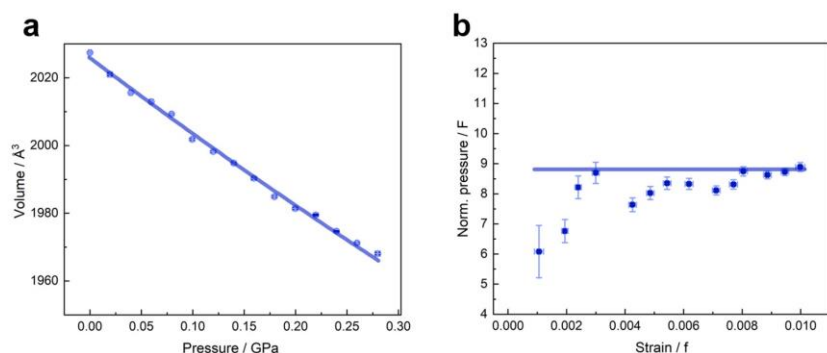 a
2020
2000
1980
1960
Volume / Å³
0.00 0.05 0.10 0.15 0.20 0.25 0.30
Pressure / GPa
b
13
12
11
10
9
8
7
6
5
4
Norm. pressure / F
0.000 0.002 0.004 0.006 0.008 0.010
Strain / f